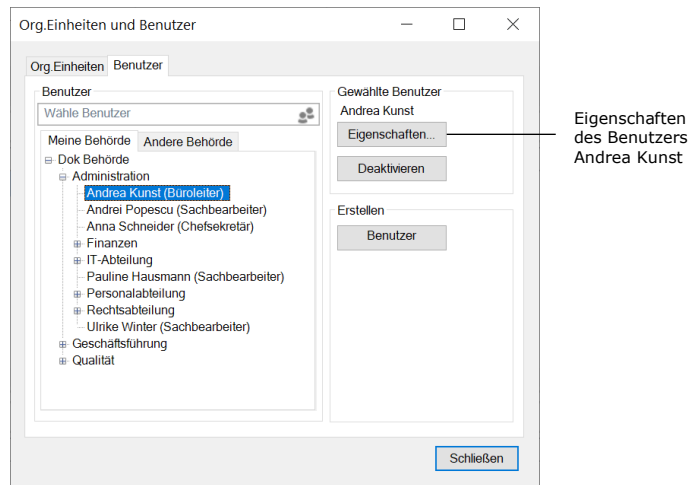 Org.Einheiten und Benutzer
Org.Einheiten
Benutzer
Benutzer
Wähle Benutzer
Meine Behörde
Andere Behörde
Dok Behörde
Administration
Andrea Kunst (Büroleiter)
Andrei Popescu (Sachbearbeiter)
Anna Schneider (Chefsekretär)
Finanzen
IT-Abteilung
Pauline Hausmann (Sachbearbeiter)
Personalabteilung
Rechtsabteilung
Ulrike Winter (Sachbearbeiter)
Geschäftsführung
Qualität
Gewählte Benutzer
Andrea Kunst
Eigenschaften...
Deaktivieren
Erstellen
Benutzer
Schließen
Eigenschaften
des Benutzers
Andrea Kunst